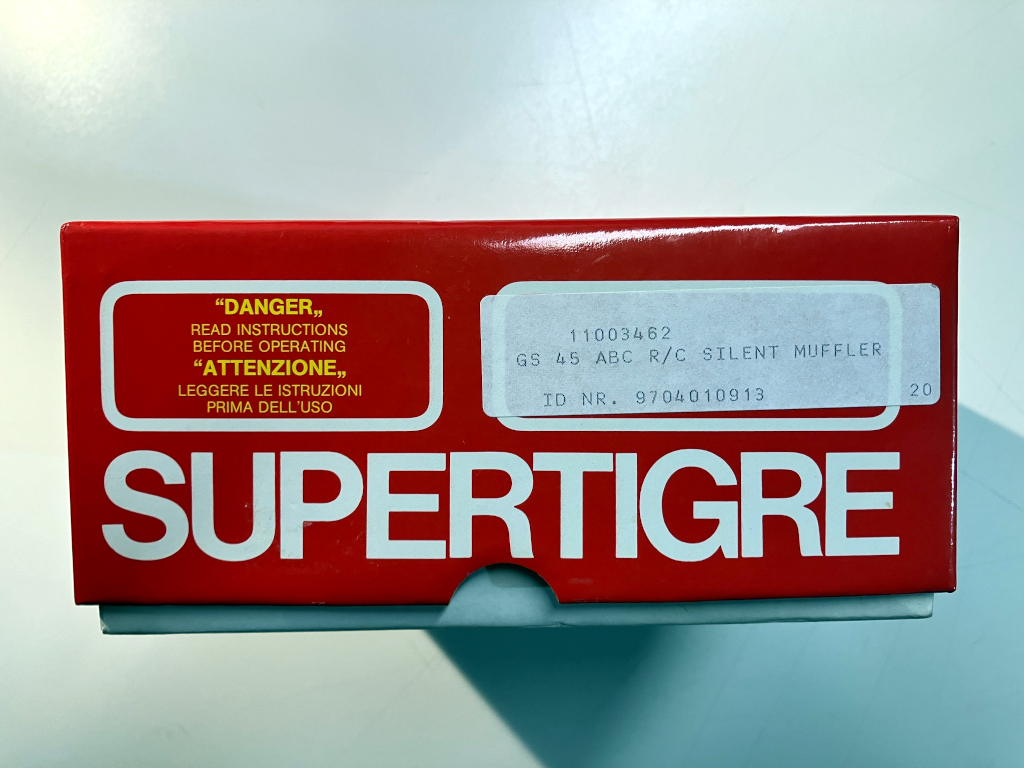 “DANGER„
READ INSTRUCTIONS
BEFORE OPERATING
“ATTENZIONE„
LEGGERE LE ISTRUZIONI
PRIMA DELL'USO
11003462
GS 45 ABC R/C SILENT MUFFLER
ID NR. 9704010913 20
SUPERTIGRE